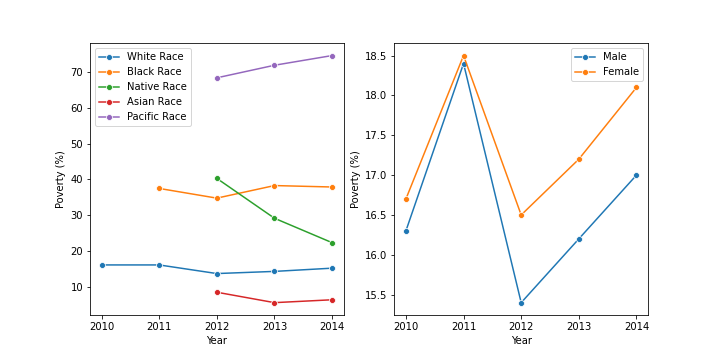 White Race
Black Race
Native Race
Asian Race
Pacific Race
Poverty (%)
70
60
50
40
30
20
10
2010 2011 2012 2013 2014
Year
Male
Female
Poverty (%)
18.5
18.0
17.5
17.0
16.5
16.0
15.5
2010 2011 2012 2013 2014
Year